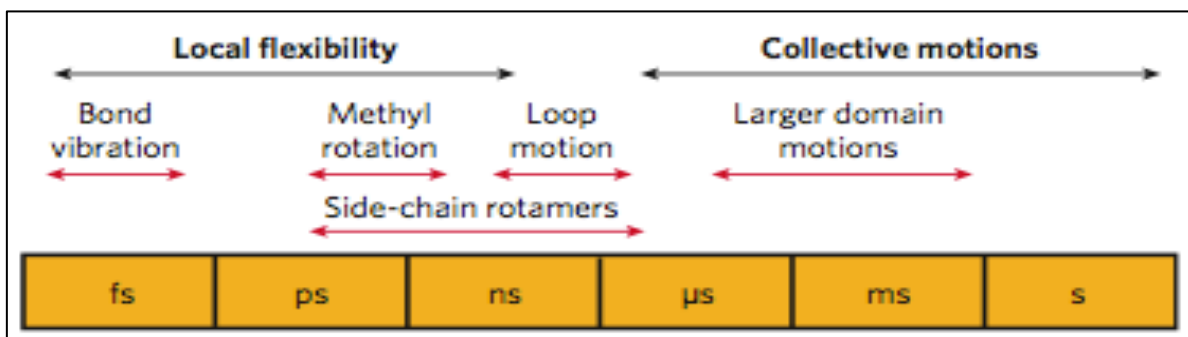 Local flexibility
Collective motions
Bond
vibration
Methyl
rotation
Loop
motion
Larger domain
motions
Side-chain rotamers
fs
ps
ns
μs
ms
s